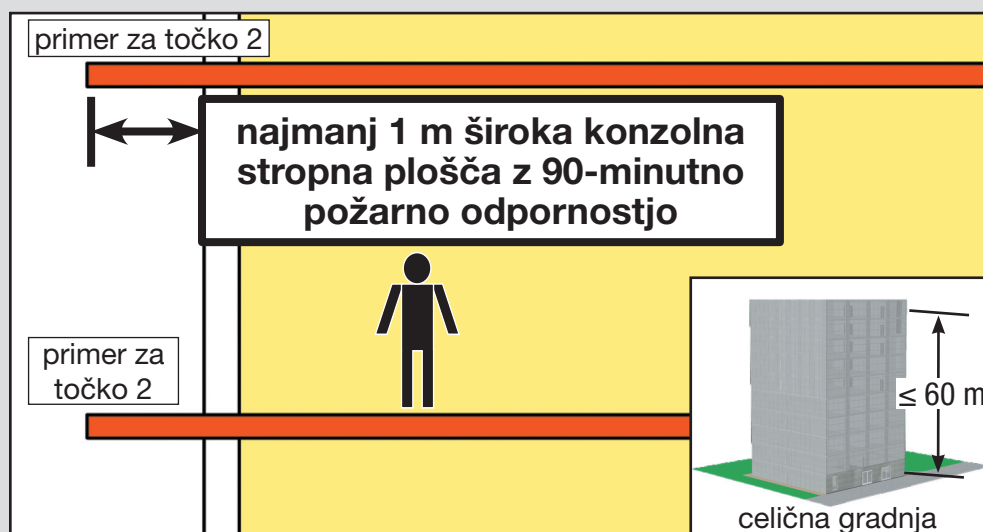 primer za točko 2
najmanj 1 m široka konzolna
stropna plošča z 90-minutno
požarno odpornostjo
primer za
točko 2
≤ 60 m
celična gradnja